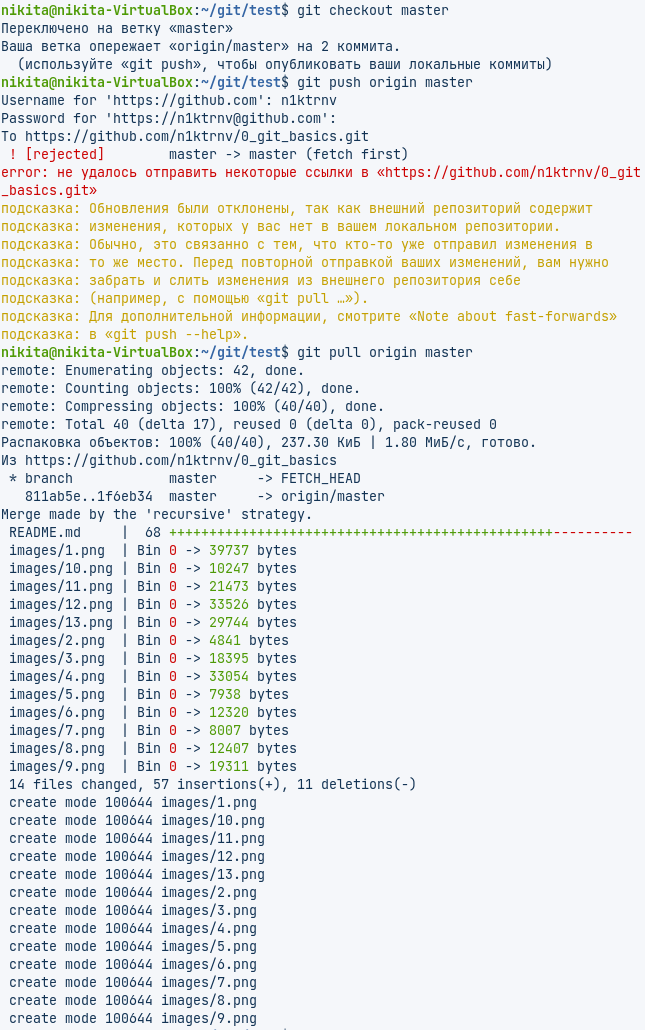 nikita@nikita-VirtualBox:~/git/test$ git checkout master
Переключено на ветку «master»
Ваша ветка опережает «origin/master» на 2 коммита.
  (используйте «git push», чтобы опубликовать ваши локальные коммиты)
nikita@nikita-VirtualBox:~/git/test$ git push origin master
Username for 'https://github.com': n1ktrnv
Password for 'https://n1ktrnv@github.com':
To https://github.com/n1ktrnv/0_git_basics.git
 ! [rejected]        master -> master (fetch first)
error: не удалось отправить некоторые ссылки в «https://github.com/n1ktrnv/0_git
_basics.git»
подсказка: Обновления были отклонены, так как внешний репозиторий содержит
подсказка: изменения, которых у вас нет в вашем локальном репозитории.
подсказка: Обычно, это связанно с тем, что кто-то уже отправил изменения в
подсказка: то же место. Перед повторной отправкой ваших изменений, вам нужно
подсказка: забрать и слить изменения из внешнего репозитория себе
подсказка: (например, с помощью «git pull …»).
подсказка: Для дополнительной информации, смотрите «Note about fast-forwards»
подсказка: в «git push --help».
nikita@nikita-VirtualBox:~/git/test$ git pull origin master
remote: Enumerating objects: 42, done.
remote: Counting objects: 100% (42/42), done.
remote: Compressing objects: 100% (40/40), done.
remote: Total 40 (delta 17), reused 0 (delta 0), pack-reused 0
Распаковка объектов: 100% (40/40), 237.30 КиБ | 1.80 МиБ/с, готово.
Из https://github.com/n1ktrnv/0_git_basics
 * branch            master     -> FETCH_HEAD
   811ab5e..1f6eb34  master     -> origin/master
Merge made by the 'recursive' strategy.
 README.md     |  68 ++++++++++++++++++++++++++++++++++++++++++++++++----------
 images/1.png  | Bin 0 -> 39737 bytes
 images/10.png | Bin 0 -> 10247 bytes
 images/11.png | Bin 0 -> 21473 bytes
 images/12.png | Bin 0 -> 33526 bytes
 images/13.png | Bin 0 -> 29744 bytes
 images/2.png  | Bin 0 -> 4841 bytes
 images/3.png  | Bin 0 -> 18395 bytes
 images/4.png  | Bin 0 -> 33054 bytes
 images/5.png  | Bin 0 -> 7938 bytes
 images/6.png  | Bin 0 -> 12320 bytes
 images/7.png  | Bin 0 -> 8007 bytes
 images/8.png  | Bin 0 -> 12407 bytes
 images/9.png  | Bin 0 -> 19311 bytes
 14 files changed, 57 insertions(+), 11 deletions(-)
 create mode 100644 images/1.png
 create mode 100644 images/10.png
 create mode 100644 images/11.png
 create mode 100644 images/12.png
 create mode 100644 images/13.png
 create mode 100644 images/2.png
 create mode 100644 images/3.png
 create mode 100644 images/4.png
 create mode 100644 images/5.png
 create mode 100644 images/6.png
 create mode 100644 images/7.png
 create mode 100644 images/8.png
 create mode 100644 images/9.png